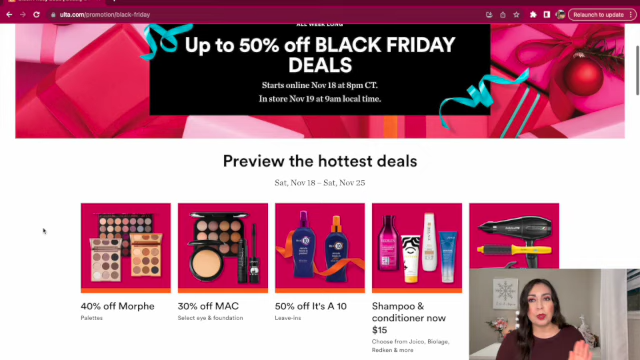 ulta.com/promotion/black-friday
Relaunch to update
ALL WEEK LONG
Up to 50% off BLACK FRIDAY
DEALS
Starts online Nov 18 at 8pm CT.
In store Nov 19 at 9am local time.
Preview the hottest deals
Sat, Nov 18 – Sat, Nov 25
40% off Morphe
Palettes
30% off MAC
Select eye & foundation
50% off It's A 10
Leave-ins
Shampoo &
conditioner now
$15
Choose from Joico, Biolage,
Redken & more